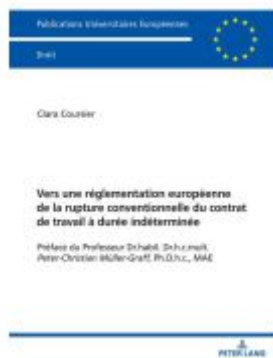 Publications Universitaires Européennes
Droit
Clara
Vers une réglementation européenne
de la rupture conventionnelle du contrat
de travail à durée indéterminée
Préface du Professeur Dr.habil. Dr.h.c.mult.
Peter-Christian Müller-Graff, Ph.D.h.c., MAE
PETER LANG